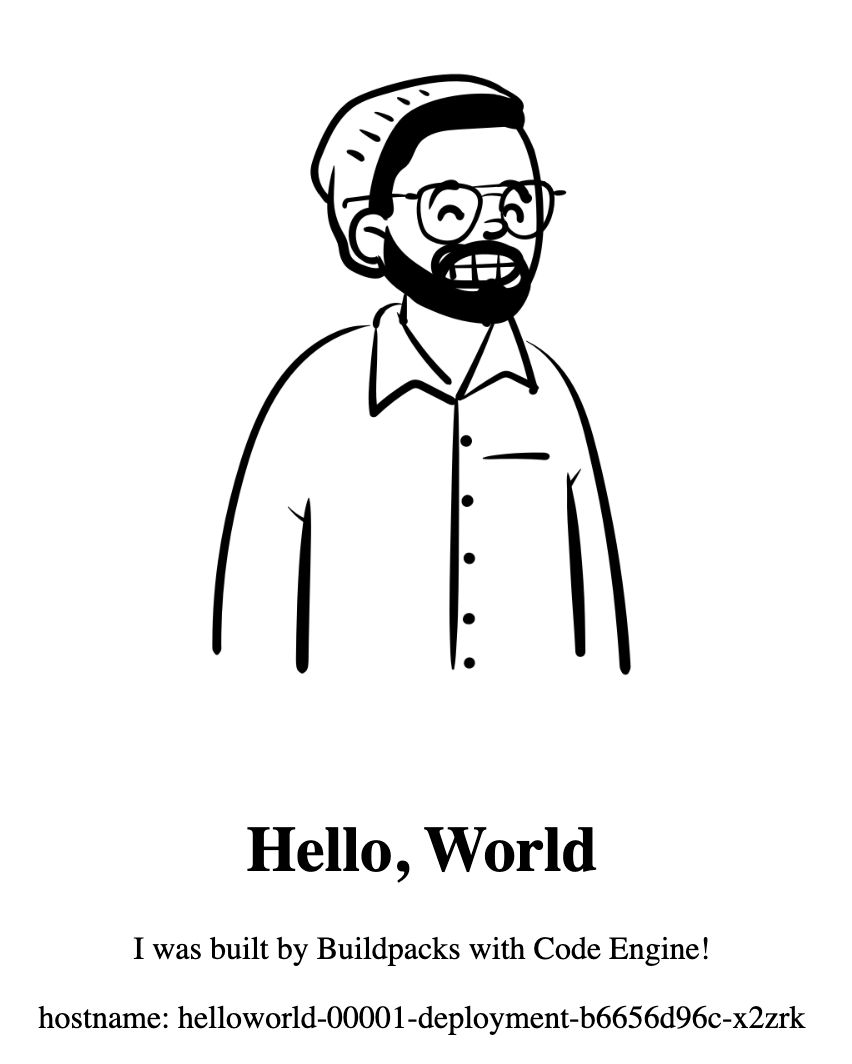 Hello, World
I was built by Buildpacks with Code Engine!
hostname: helloworld-00001-deployment-b6656d96c-x2zrk